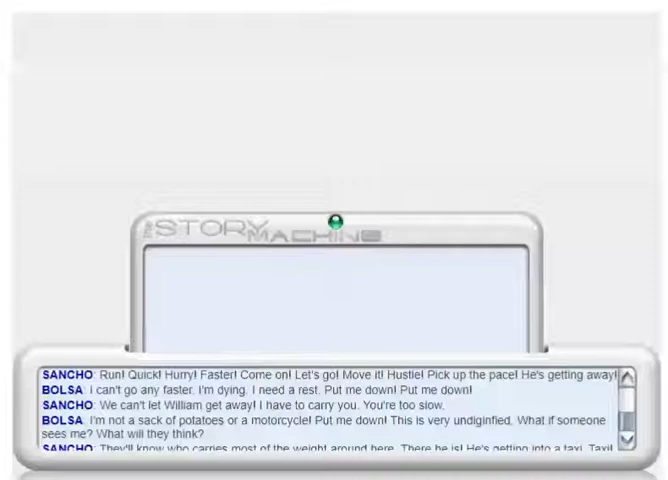 the STORY MACHINE
SANCHO: Run! Quick! Hurry! Faster! Come on! Let's go! Move it! Hustle! Pick up the pace! He's getting away!
BOLSA: I can't go any faster. I'm dying. I need a rest. Put me down! Put me down!
SANCHO: We can't let William get away! I have to carry you. You're too slow.
BOLSA: I'm not a sack of potatoes or a motorcycle! Put me down! This is very undiginfied. What if someone
sees me? What will they think?
SANCHO: They'll know who carries most of the weight around here. There he is! He's getting into a taxi. Taxi!